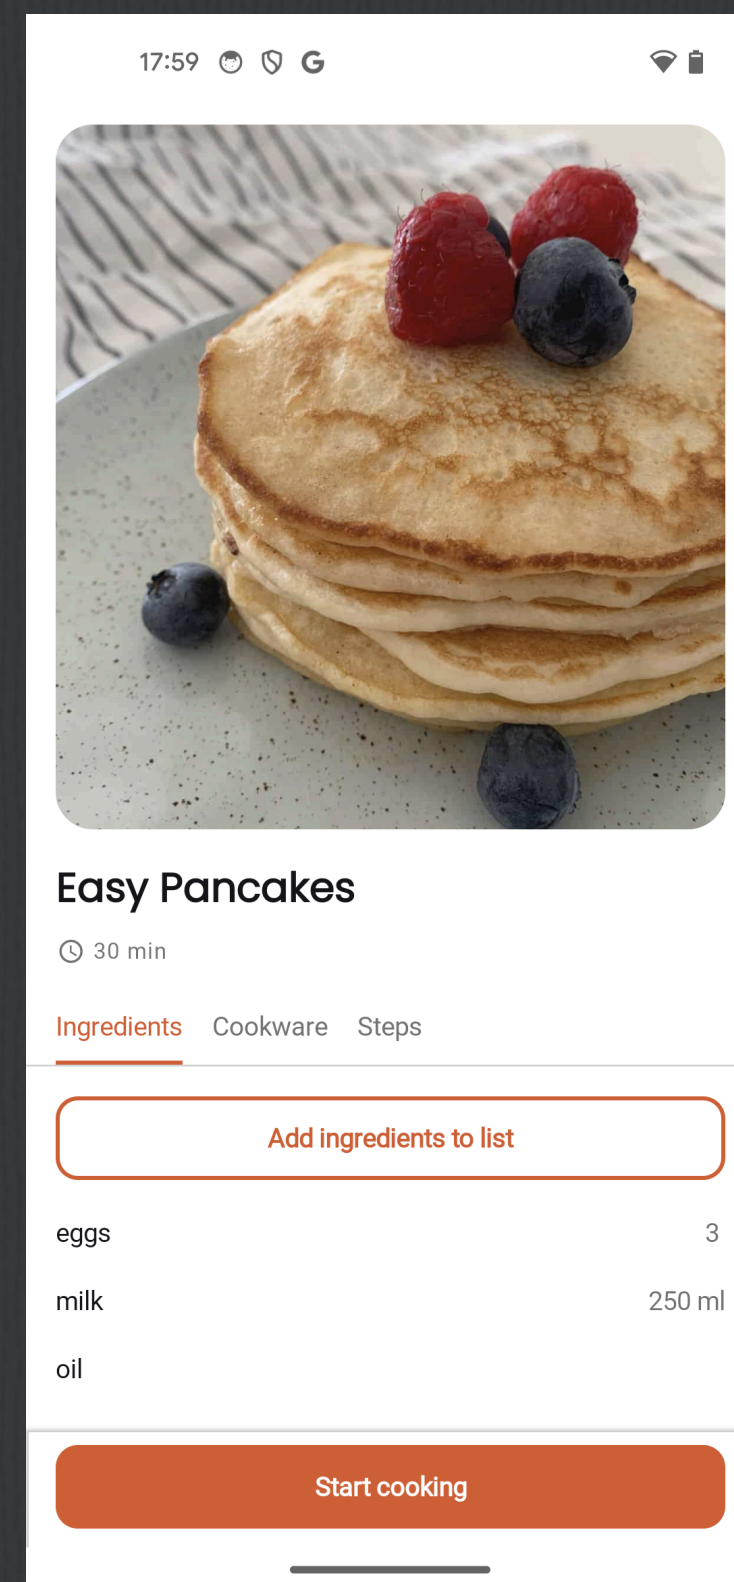 17:59
Easy Pancakes
30 min
Ingredients Cookware Steps
Add ingredients to list
eggs 3
milk 250 ml
oil
Start cooking